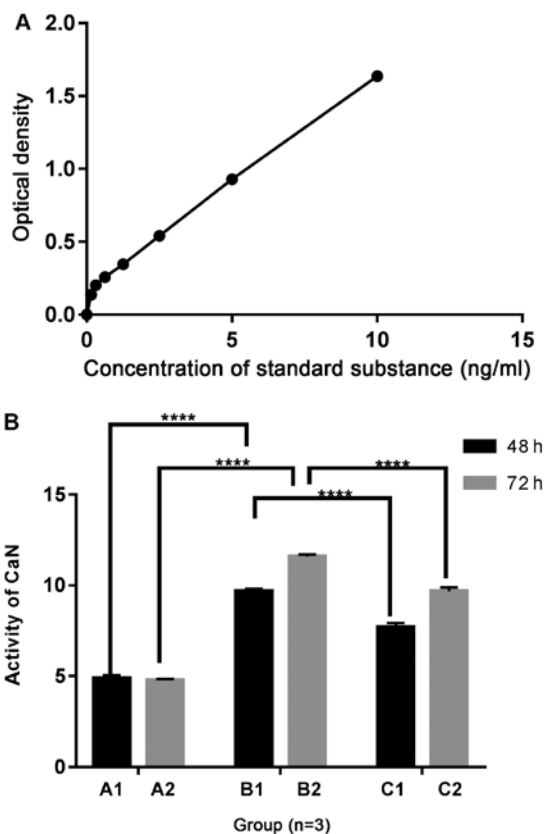 A
2.0
1.5
1.0
0.5
0.0
Optical density
0 5 10 15
Concentration of standard substance (ng/ml)
B
****
**** ****
****
48 h
72 h
15
10
5
0
Activity of CaN
A1 A2 B1 B2 C1 C2
Group (n=3)